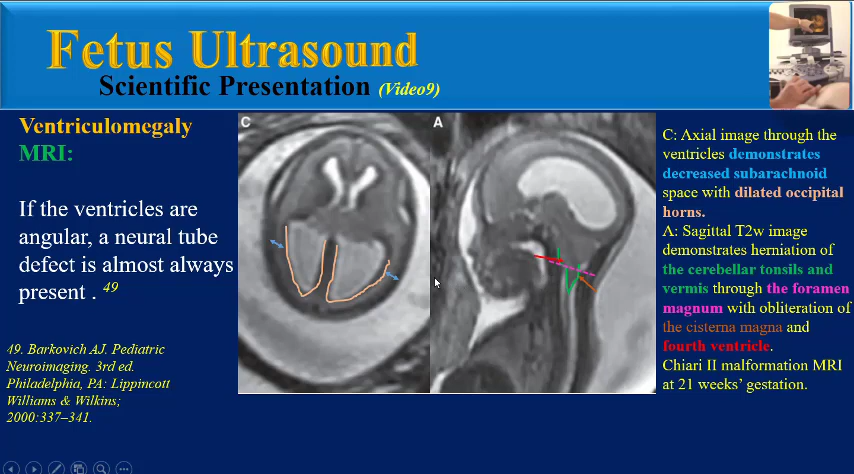 Fetus Ultrasound
Scientific Presentation (Video9)
Ventriculomegaly
MRI:
If the ventricles are
angular, a neural tube
defect is almost always
present . 49
49. Barkovich AJ. Pediatric
Neuroimaging. 3rd ed.
Philadelphia, PA: Lippincott
Williams & Wilkins;
2000:337–341.
C
A
C: Axial image through the
ventricles demonstrates
decreased subarachnoid
space with dilated occipital
horns.
A: Sagittal T2w image
demonstrates herniation of
the cerebellar tonsils and
vermis through the foramen
magnum with obliteration of
the cisterna magna and
fourth ventricle.
Chiari II malformation MRI
at 21 weeks’ gestation.